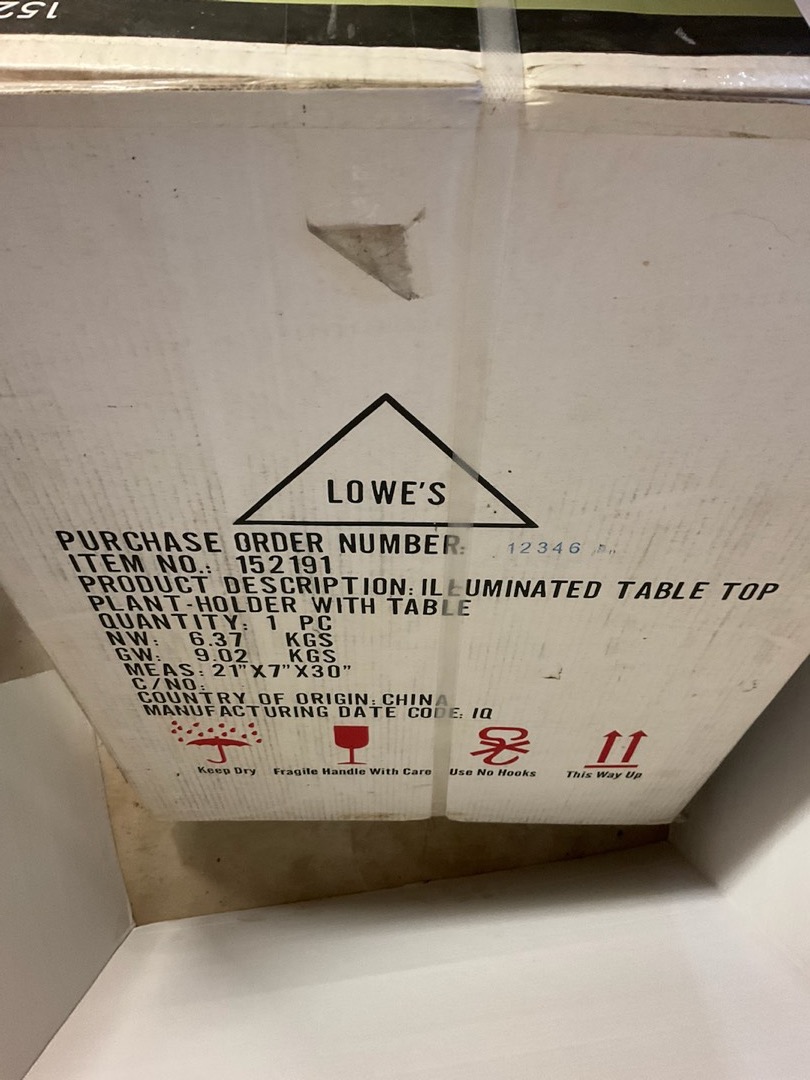 152
LOWE'S
PURCHASE ORDER NUMBER: 12346
ITEM NO.: 152191
PRODUCT DESCRIPTION: ILLUMINATED TABLE TOP
PLANT-HOLDER WITH TABLE
QUANTITY: 1 PC
NW: 6.37 KGS
GW: 9.02 KGS
MEAS: 21"X7"X30"
C/NO:
COUNTRY OF ORIGIN: CHINA
MANUFACTURING DATE CODE: IQ
Keep Dry Fragile Handle With Care Use No Hooks This Way Up